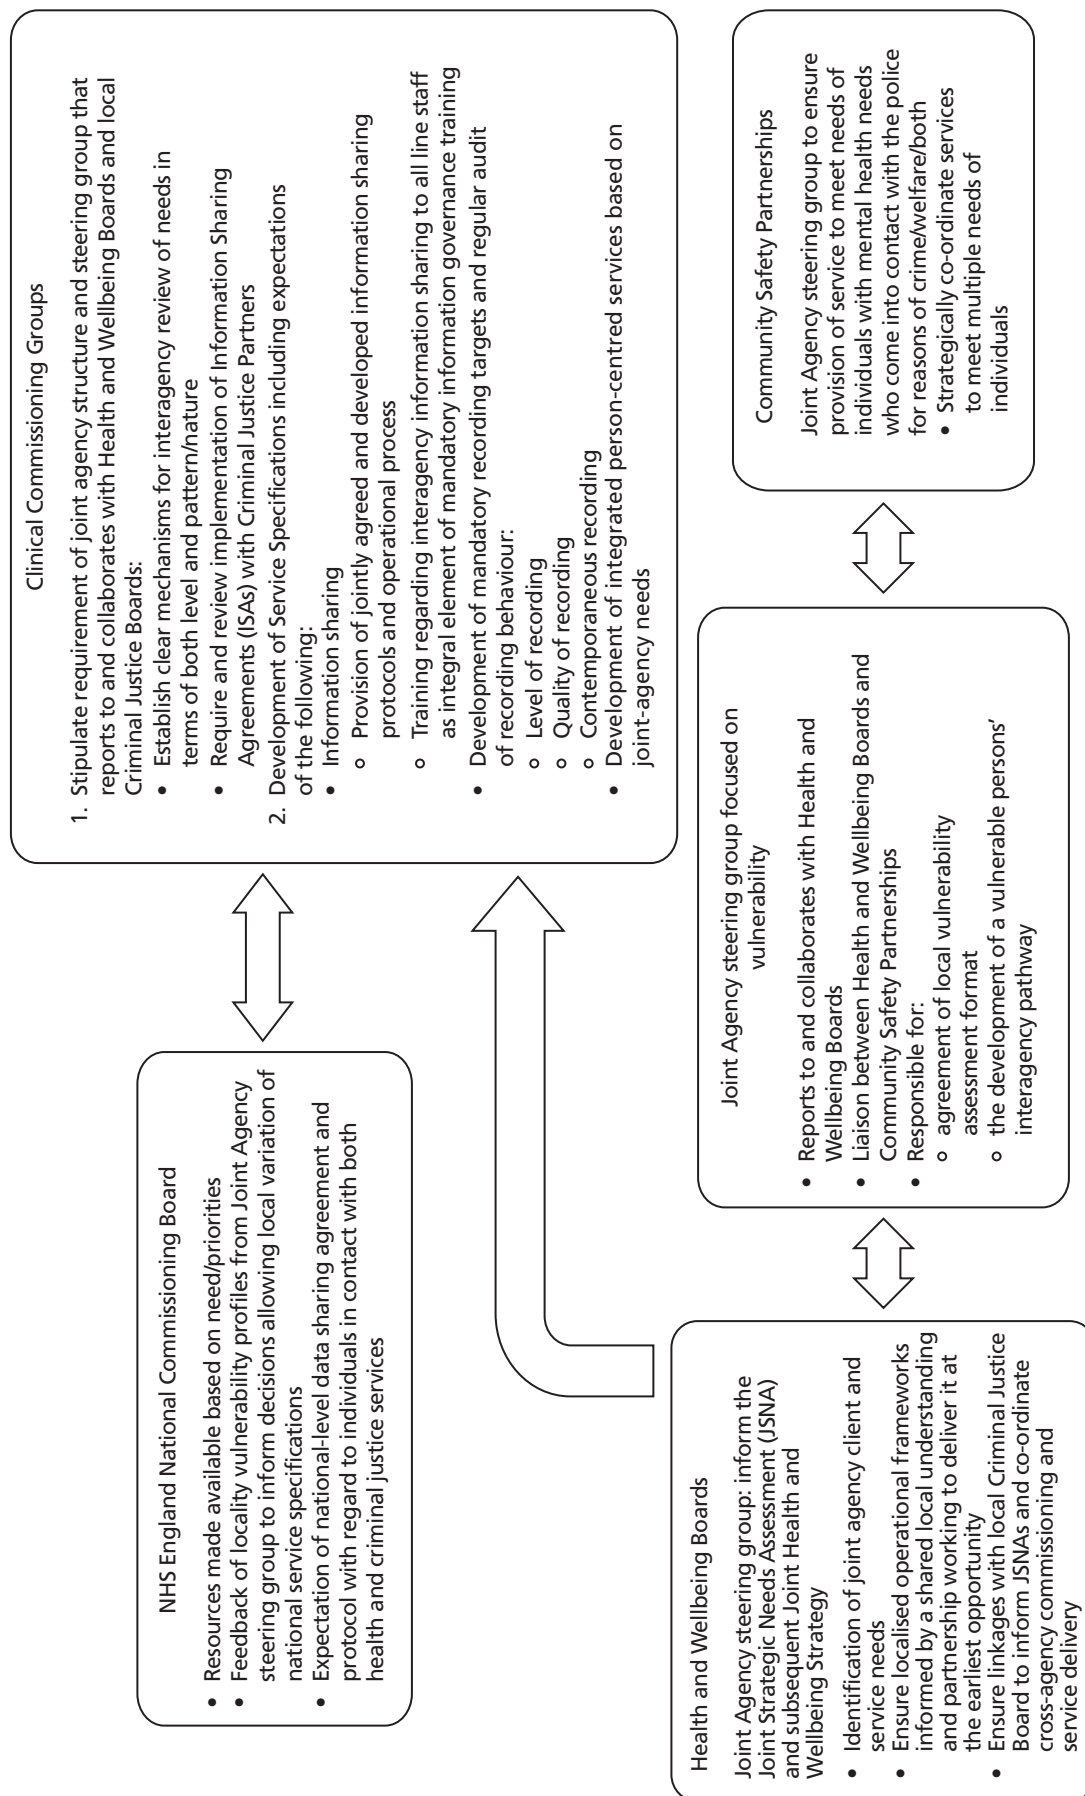 NHS England National Commissioning Board
• Resources made available based on need/priorities
• Feedback of locality vulnerability profiles from Joint Agency
steering group to inform decisions allowing local variation of
national service specifications
• Expectation of national-level data sharing agreement and
protocol with regard to individuals in contact with both
health and criminal justice services
Clinical Commissioning Groups
1. Stipulate requirement of joint agency structure and steering group that
reports to and collaborates with Health and Wellbeing Boards and local
Criminal Justice Boards:
• Establish clear mechanisms for interagency review of needs in
terms of both level and pattern/nature
• Require and review implementation of Information Sharing
Agreements (ISAs) with Criminal Justice Partners
2. Development of Service Specifications including expectations
of the following:
• Information sharing
o Provision of jointly agreed and developed information sharing
protocols and operational process
o Training regarding interagency information sharing to all line staff
as integral element of mandatory information governance training
• Development of mandatory recording targets and regular audit
of recording behaviour:
o Level of recording
o Quality of recording
o Contemporaneous recording
• Development of integrated person-centred services based on
joint-agency needs
Health and Wellbeing Boards
Joint Agency steering group: inform the
Joint Strategic Needs Assessment (JSNA)
and subsequent Joint Health and
Wellbeing Strategy
• Identification of joint agency client and
service needs
• Ensure localised operational frameworks
informed by a shared local understanding
and partnership working to deliver it at
the earliest opportunity
• Ensure linkages with local Criminal Justice
Board to inform JSNAs and co-ordinate
cross-agency commissioning and
service delivery
Joint Agency steering group focused on
vulnerability
• Reports to and collaborates with Health and
Wellbeing Boards
• Liaison between Health and Wellbeing Boards and
Community Safety Partnerships
• Responsible for:
o agreement of local vulnerability
assessment format
o the development of a vulnerable persons’
interagency pathway
Community Safety Partnerships
Joint Agency steering group to ensure
provision of service to meet needs of
individuals with mental health needs
who come into contact with the police
for reasons of crime/welfare/both
• Strategically co-ordinate services
to meet multiple needs of
individuals